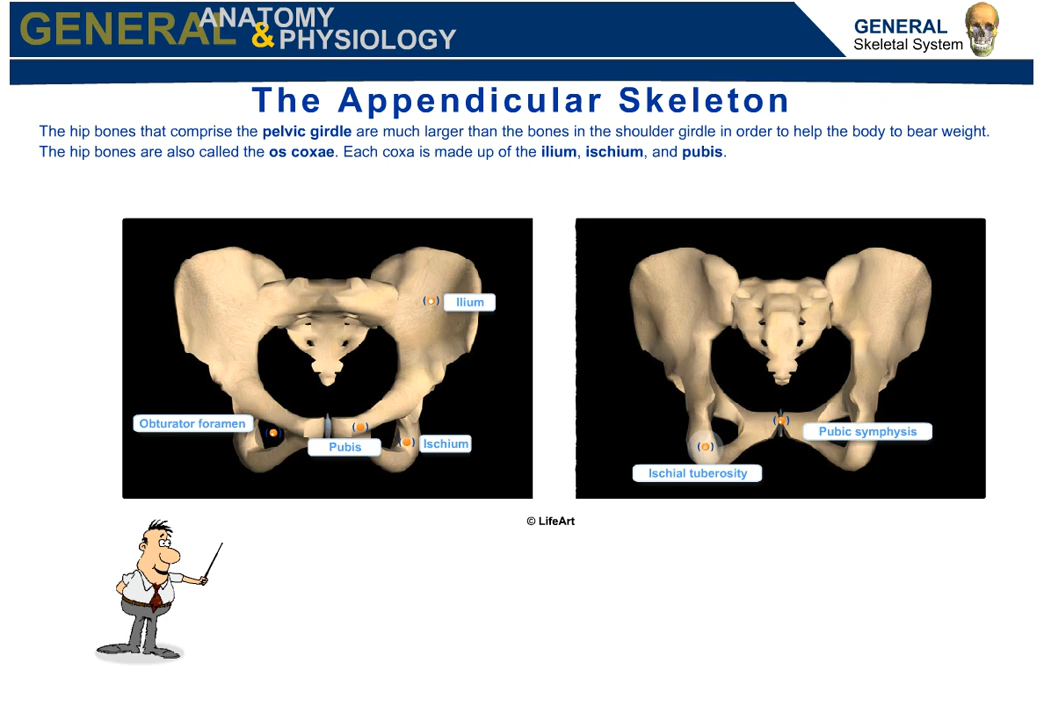 GENERAL ANATOMY
& PHYSIOLOGY
GENERAL
Skeletal System
The Appendicular Skeleton
The hip bones that comprise the pelvic girdle are much larger than the bones in the shoulder girdle in order to help the body to bear weight.
The hip bones are also called the os coxae. Each coxa is made up of the ilium, ischium, and pubis.
Ilium
Obturator foramen
Pubis
Ischium
Pubic symphysis
Ischial tuberosity
© LifeArt